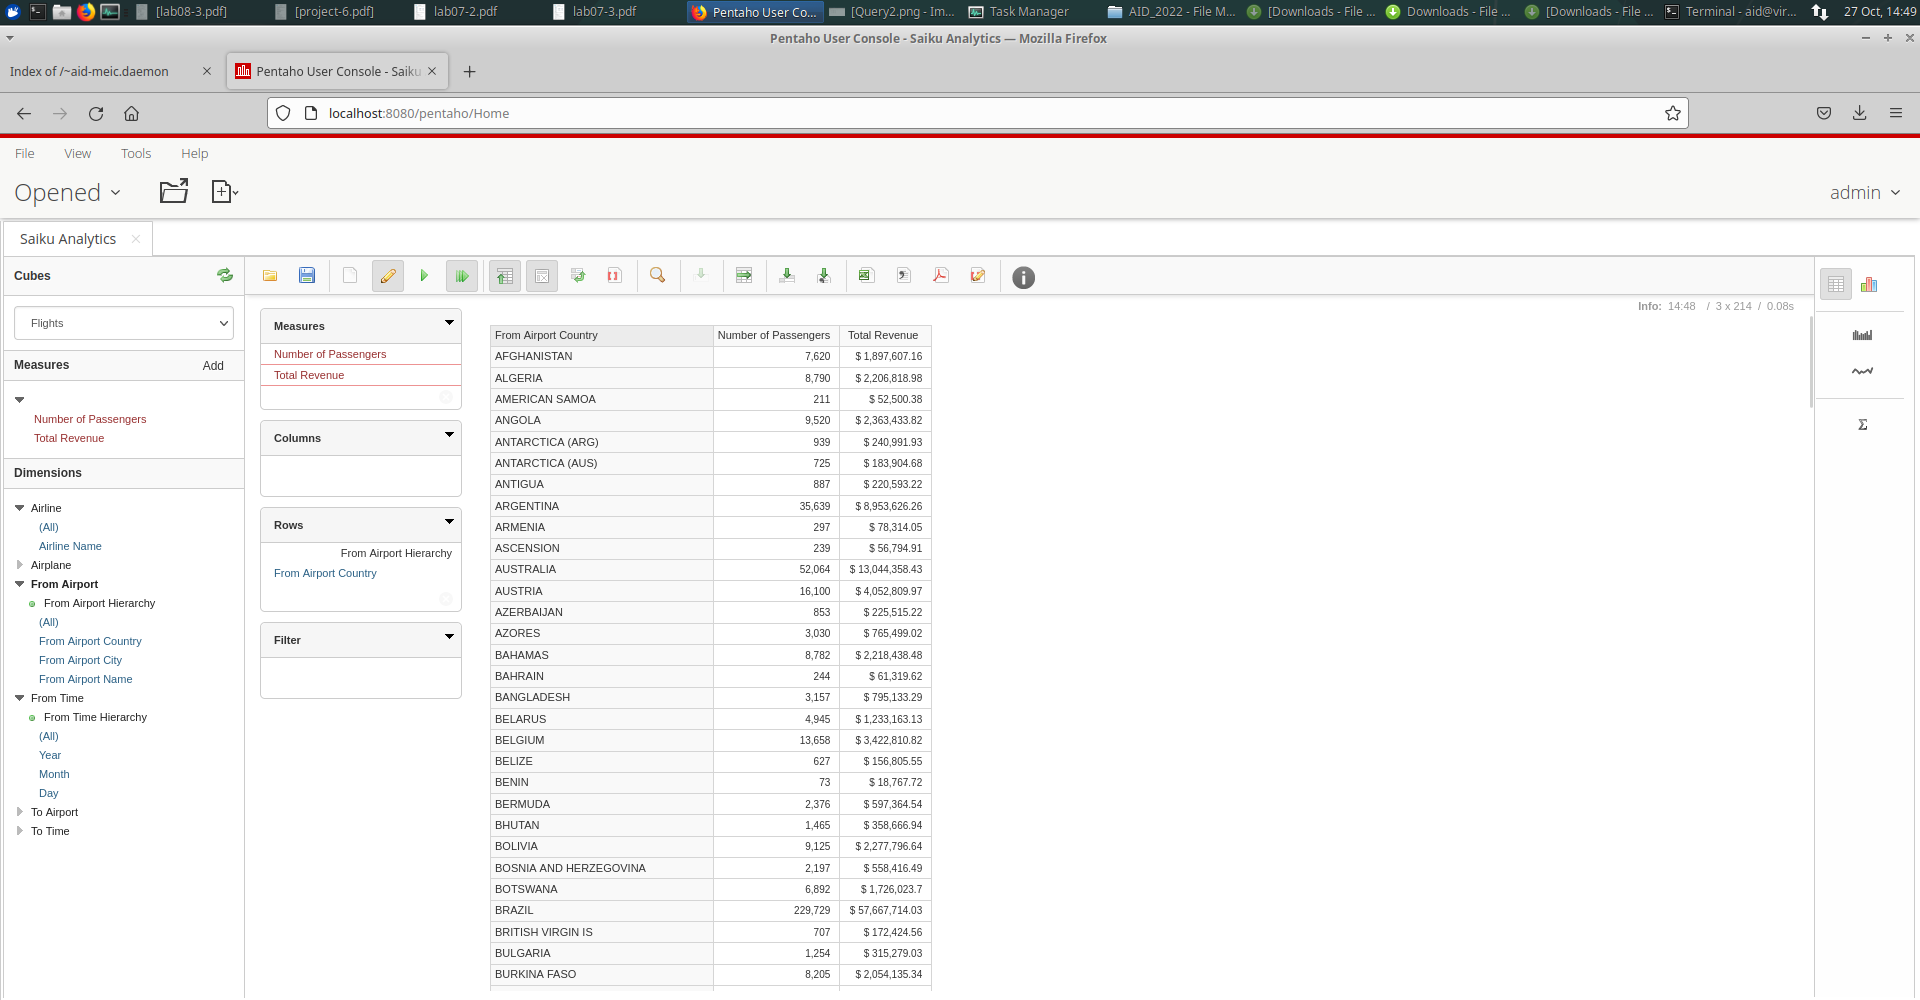 [lab08-3.pdf] [project-6.pdf] lab07-2.pdf lab07-3.pdf Pentaho User Co... [Query2.png - Im... Task Manager AID_2022 - File M... [Downloads - File ... Downloads - File ... [Downloads - File ... Terminal - aid@vir... 27 Oct, 14:49
Pentaho User Console - Saiku Analytics — Mozilla Firefox
Index of /~aid-meic.daemon Pentaho User Console - Saiku
localhost:8080/pentaho/Home
File View Tools Help
Opened admin
Saiku Analytics
Cubes
Flights
Measures Add
Number of Passengers
Total Revenue
Dimensions
Airline
(All)
Airline Name
Airplane
From Airport
From Airport Hierarchy
(All)
From Airport Country
From Airport City
From Airport Name
From Time
From Time Hierarchy
(All)
Year
Month
Day
To Airport
To Time
Measures
Number of Passengers
Total Revenue
Columns
Rows
From Airport Hierarchy
From Airport Country
Filter
Info: 14:48 / 3 x 214 / 0.08s
From Airport Country Number of Passengers Total Revenue
AFGHANISTAN 7,620 $ 1,897,607.16
ALGERIA 8,790 $ 2,206,818.98
AMERICAN SAMOA 211 $ 52,500.38
ANGOLA 9,520 $ 2,363,433.82
ANTARCTICA (ARG) 939 $ 240,991.93
ANTARCTICA (AUS) 725 $ 183,904.68
ANTIGUA 887 $ 220,593.22
ARGENTINA 35,639 $ 8,953,626.26
ARMENIA 297 $ 78,314.05
ASCENSION 239 $ 56,794.91
AUSTRALIA 52,064 $ 13,044,358.43
AUSTRIA 16,100 $ 4,052,809.97
AZERBAIJAN 853 $ 225,515.22
AZORES 3,030 $ 765,499.02
BAHAMAS 8,782 $ 2,218,438.48
BAHRAIN 244 $ 61,319.62
BANGLADESH 3,157 $ 795,133.29
BELARUS 4,945 $ 1,233,163.13
BELGIUM 13,658 $ 3,422,810.82
BELIZE 627 $ 156,805.55
BENIN 73 $ 18,767.72
BERMUDA 2,376 $ 597,364.54
BHUTAN 1,465 $ 358,666.94
BOLIVIA 9,125 $ 2,277,796.64
BOSNIA AND HERZEGOVINA 2,197 $ 558,416.49
BOTSWANA 6,892 $ 1,726,023.7
BRAZIL 229,729 $ 57,667,714.03
BRITISH VIRGIN IS 707 $ 172,424.56
BULGARIA 1,254 $ 315,279.03
BURKINA FASO 8,205 $ 2,054,135.34